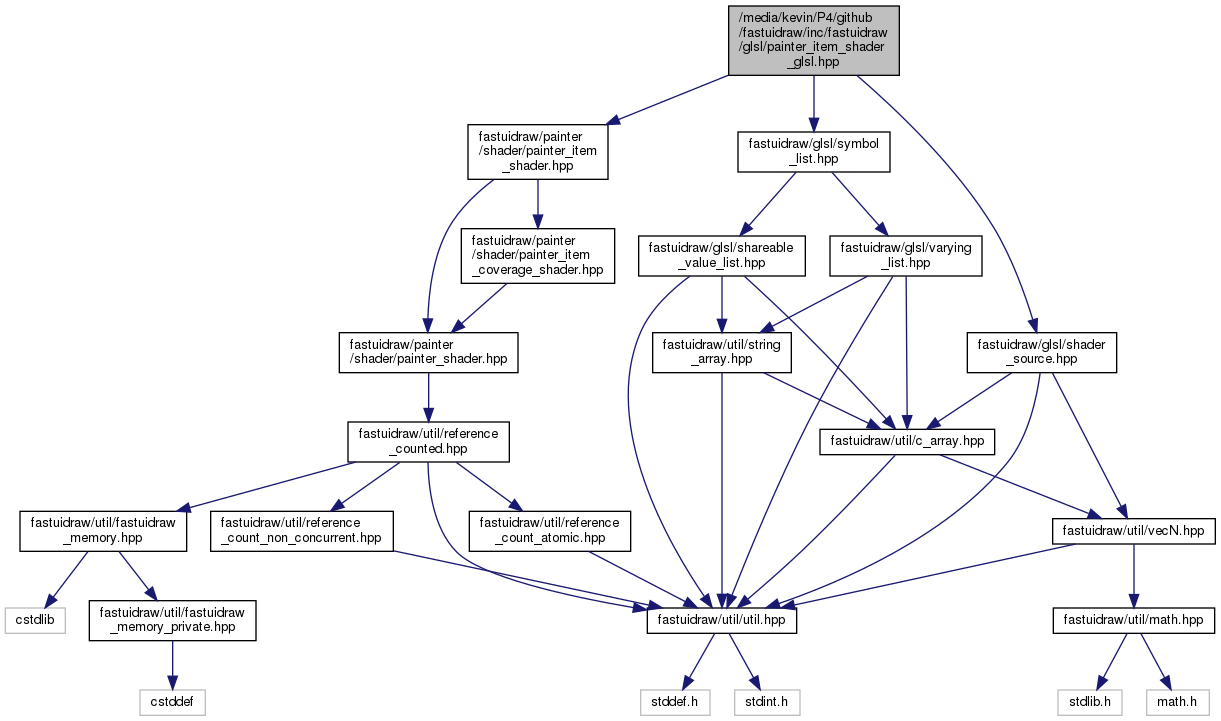 /media/kevin/P4/github
/fastuidraw/inc/fastuidraw
/glsl/painter_item_shader
_glsl.hpp
fastuidraw/painter
/shader/painter_item
_shader.hpp
fastuidraw/glsl/symbol
_list.hpp
fastuidraw/painter
/shader/painter_item
_coverage_shader.hpp
fastuidraw/glsl/shareable
_value_list.hpp
fastuidraw/glsl/varying
_list.hpp
fastuidraw/painter
/shader/painter_shader.hpp
fastuidraw/util/string
_array.hpp
fastuidraw/glsl/shader
_source.hpp
fastuidraw/util/reference
_counted.hpp
fastuidraw/util/c_array.hpp
fastuidraw/util/fastuidraw
_memory.hpp
fastuidraw/util/reference
_count_non_concurrent.hpp
fastuidraw/util/reference
_count_atomic.hpp
fastuidraw/util/vecN.hpp
cstdlib
fastuidraw/util/fastuidraw
_memory_private.hpp
fastuidraw/util/util.hpp
fastuidraw/util/math.hpp
cstddef
stddef.h
stdint.h
stdlib.h
math.h